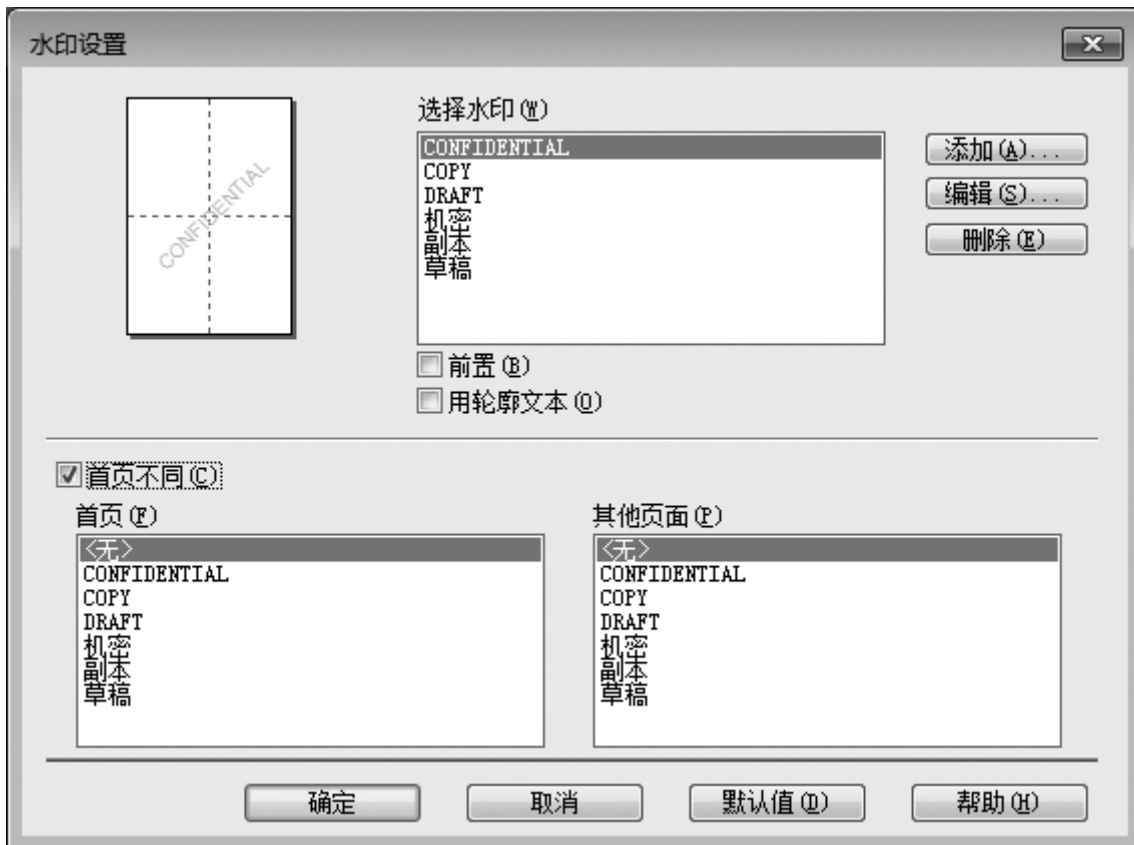 水印设置
CONFIDENTIAL
选择水印(W)
CONFIDENTIAL
COPY
DRAFT
机密
副本
草稿
添加(A)...
编辑(S)...
删除(E)
前置(B)
用轮廓文本(O)
首页不同(C)
首页(F)
<无>
CONFIDENTIAL
COPY
DRAFT
机密
副本
草稿
其他页面(P)
<无>
CONFIDENTIAL
COPY
DRAFT
机密
副本
草稿
确定
取消
默认值(D)
帮助(H)